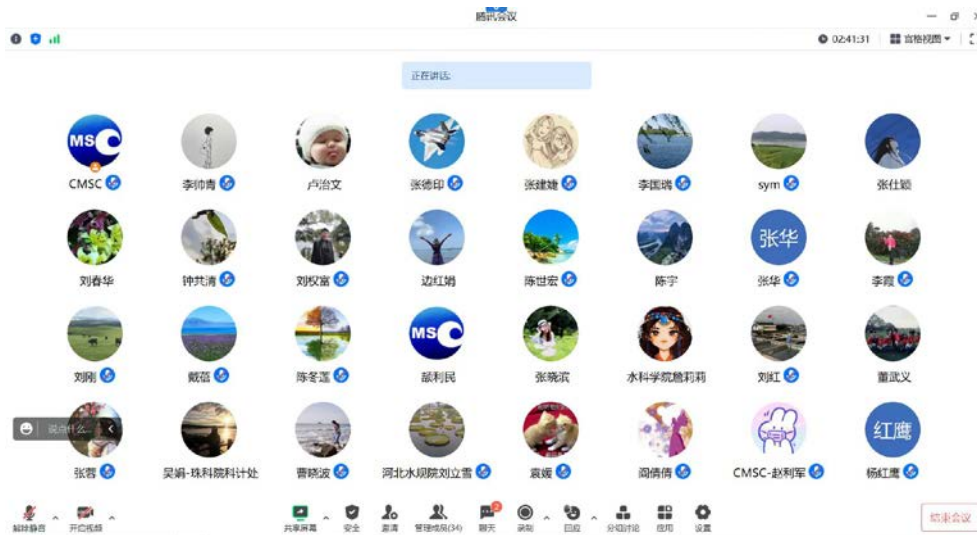 腾讯会议
02:41:31 宫格视图
正在讲话:
MSC
CMSC 李帅青 卢治文 张德印 张建婕 李国瑞 sym 张仕颖
张华
刘春华 钟共清 刘权富 边红娟 陈世宏 陈宇 张华 李霞
MSC
刘刚 戴蓓 陈冬莲 颉利民 张晓滨 水科学院詹莉莉 刘红 董武义
说点什么...
红鹰
张蓉 吴娟-珠科院科计处 曹晓波 河北水规院刘立雪 袁媛 阎倩倩 CMSC-赵利军 杨红鹰
2
解除静音 开启视频 共享屏幕 安全 邀请 管理成员(34) 聊天 录制 回应 分组讨论 应用 设置 结束会议